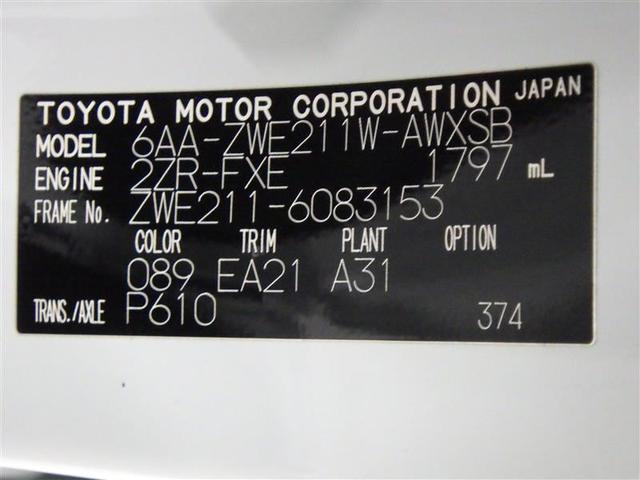 TOYOTA MOTOR CORPORATION JAPAN
MODEL 6AA-ZWE211W-AWXSB
ENGINE 2ZR-FXE 1797 mL
FRAME No. ZWE211-6083153
COLOR TRIM PLANT OPTION
089 EA21 A31
TRANS./AXLE P610 374